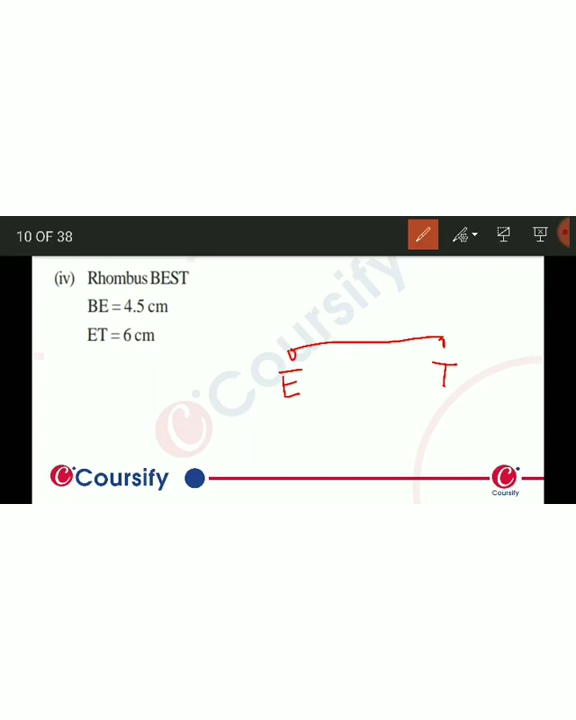 10 OF 38
(iv) Rhombus BEST
BE = 4.5 cm
ET = 6 cm
E T
Coursify
Coursify
Coursify